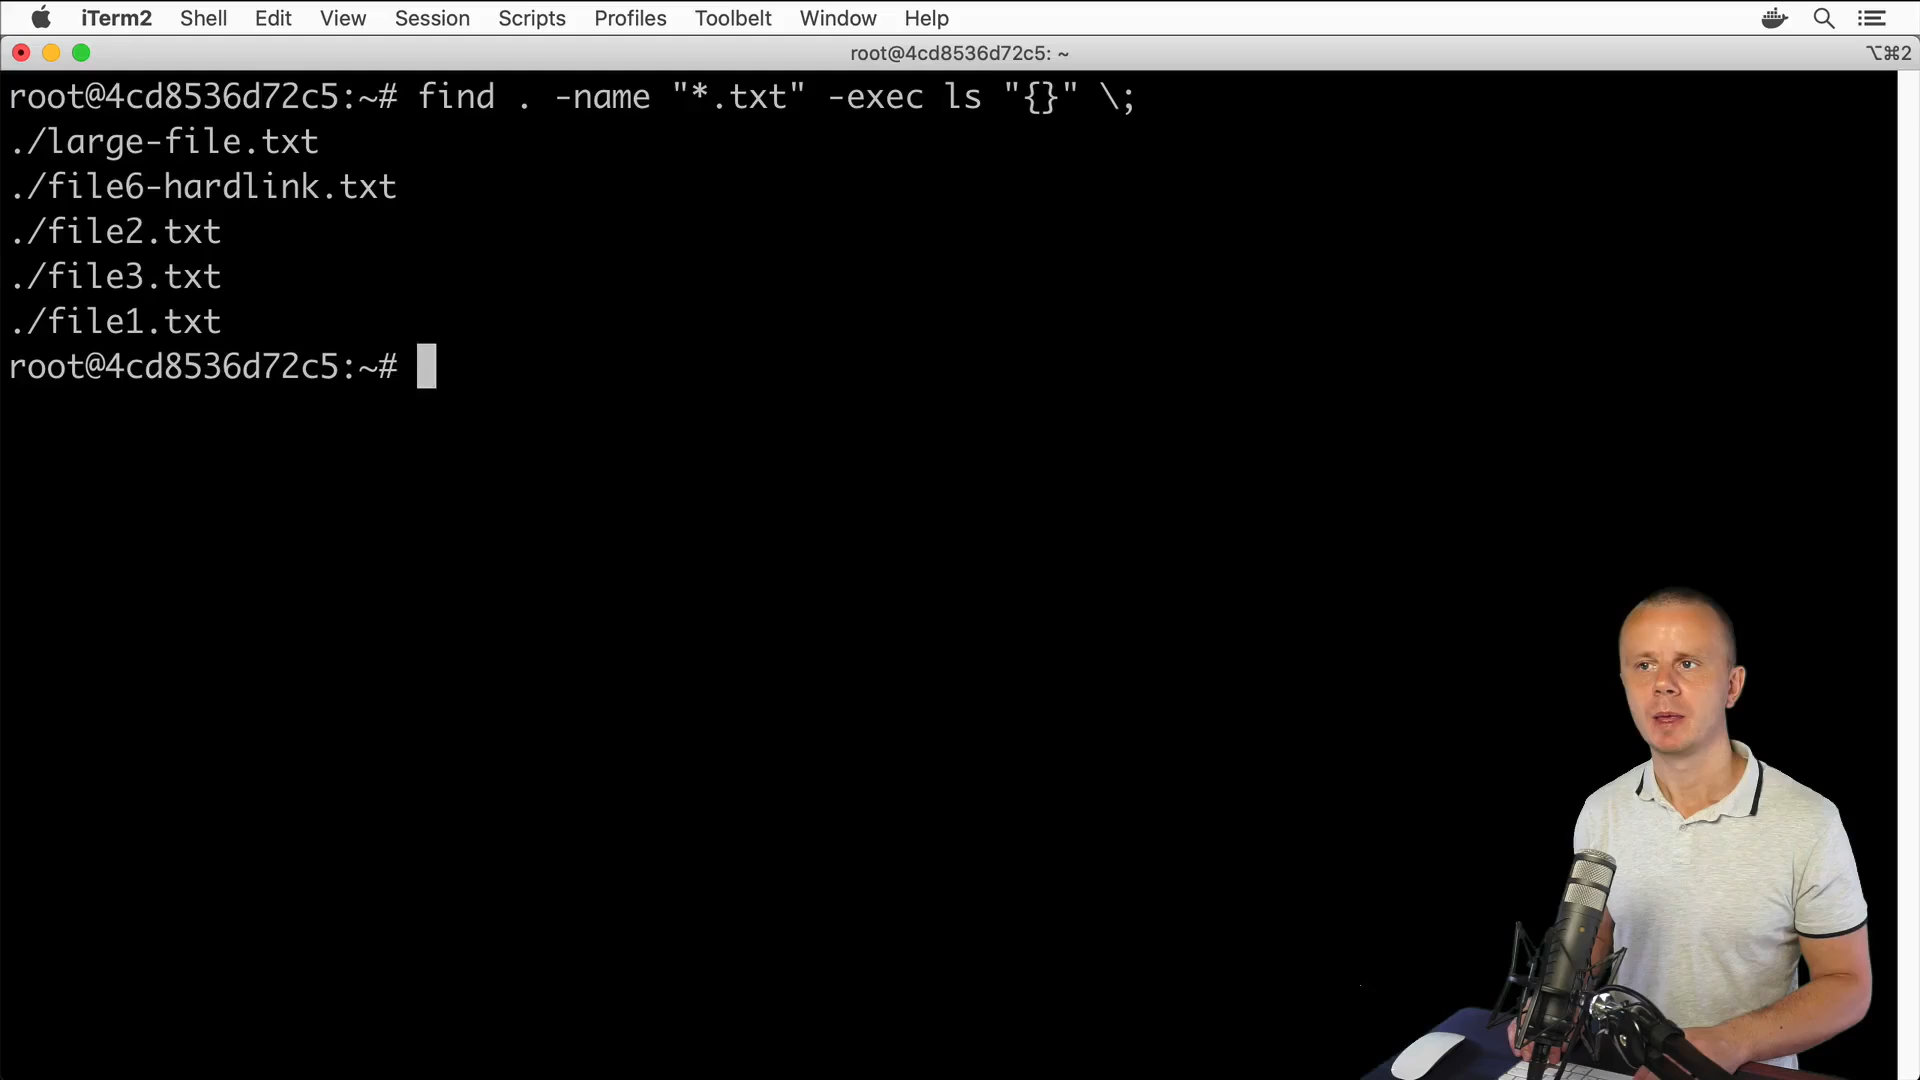 iTerm2 Shell Edit View Session Scripts Profiles Toolbelt Window Help
root@4cd8536d72c5: ~ ⌥⌘2
root@4cd8536d72c5:~# find . -name "*.txt" -exec ls "{}" \;
./large-file.txt
./file6-hardlink.txt
./file2.txt
./file3.txt
./file1.txt
root@4cd8536d72c5:~#